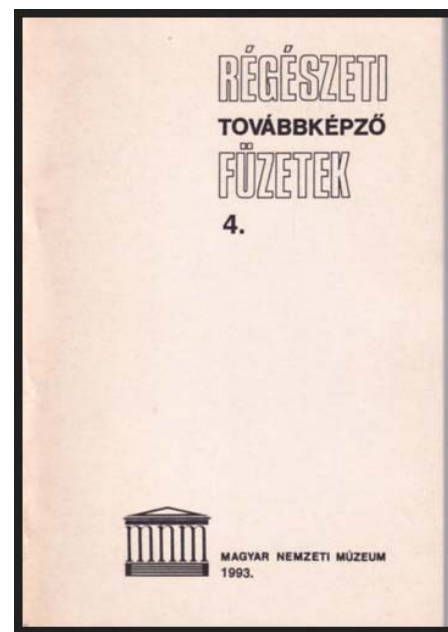 RÉGÉSZETI
TOVÁBBKÉPZŐ
FÜZETEK
4.
MAGYAR NEMZETI MÚZEUM
1993.